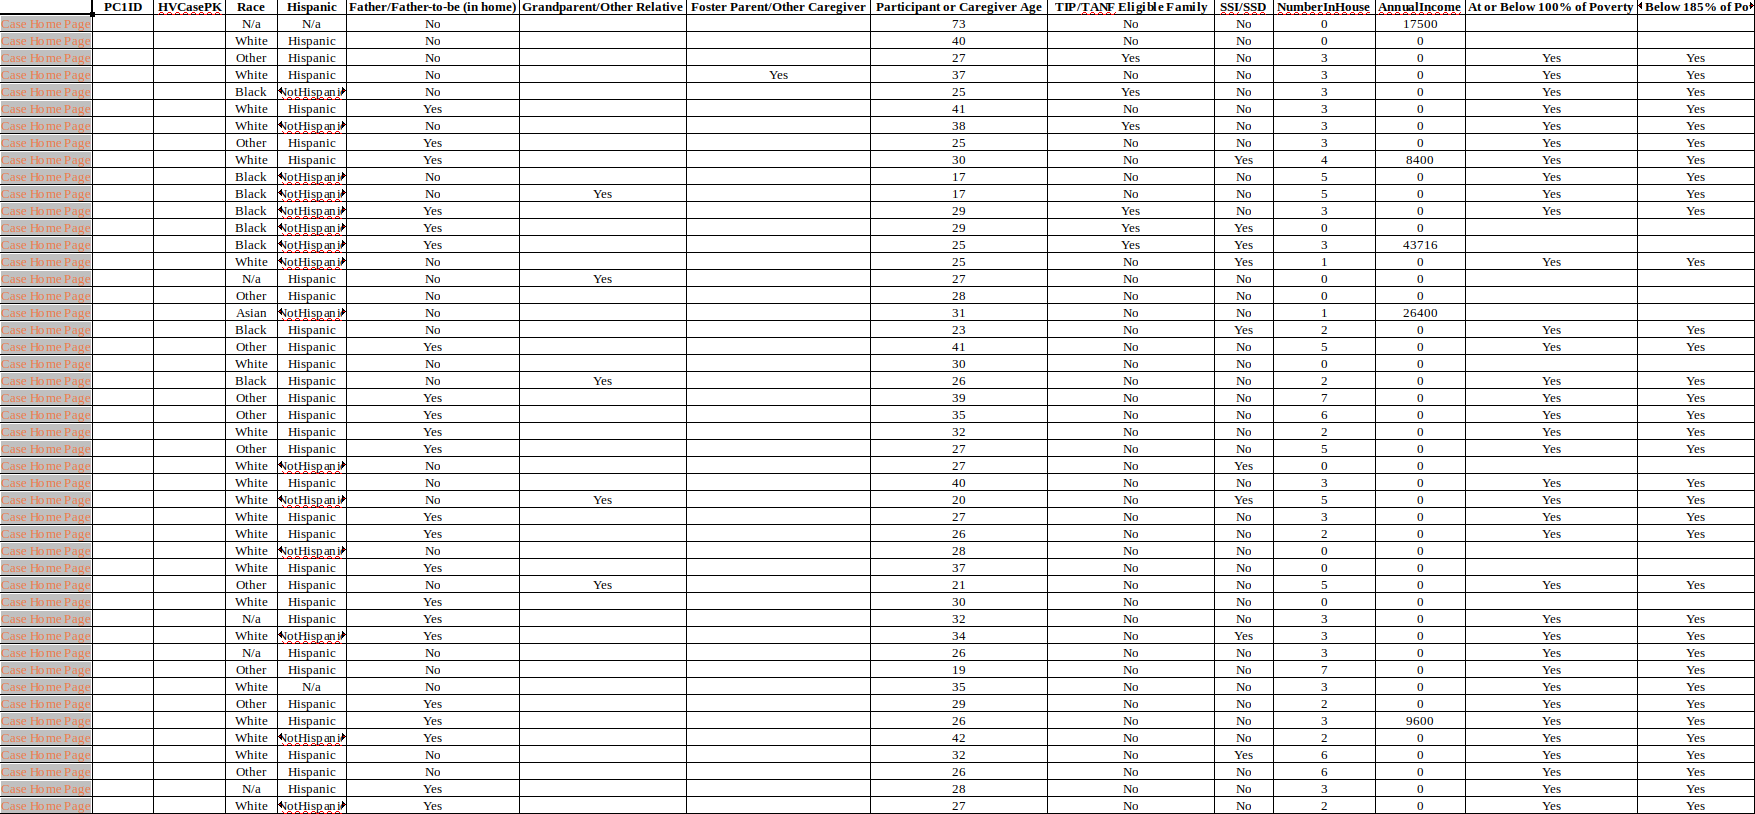 PC1ID HVCasePK Race Hispanic Father/Father-to-be (in home) Grandparent/Other Relative Foster Parent/Other Caregiver Participant or Caregiver Age TIP/TANF Eligible Family SSI/SSD NumberInHouse AnnualIncome At or Below 100% of Poverty Below 185% of Po
Case Home Page N/a N/a No 73 No No 0 17500
Case Home Page White Hispanic No 40 No No 0 0
Case Home Page Other Hispanic No 27 Yes No 3 0 Yes Yes
Case Home Page White Hispanic No Yes 37 No No 3 0 Yes Yes
Case Home Page Black NotHispani No 25 Yes No 3 0 Yes Yes
Case Home Page White Hispanic Yes 41 No No 3 0 Yes Yes
Case Home Page White NotHispani No 38 Yes No 3 0 Yes Yes
Case Home Page Other Hispanic Yes 25 No No 3 0 Yes Yes
Case Home Page White Hispanic Yes 30 No Yes 4 8400 Yes Yes
Case Home Page Black NotHispani No 17 No No 5 0 Yes Yes
Case Home Page Black NotHispani No Yes 17 No No 5 0 Yes Yes
Case Home Page Black NotHispani Yes 29 Yes No 3 0 Yes Yes
Case Home Page Black NotHispani Yes 29 Yes Yes 0 0
Case Home Page Black NotHispani Yes 25 Yes Yes 3 43716
Case Home Page White NotHispani No 25 No Yes 1 0 Yes Yes
Case Home Page N/a Hispanic No Yes 27 No No 0 0
Case Home Page Other Hispanic No 28 No No 0 0
Case Home Page Asian NotHispani No 31 No No 1 26400
Case Home Page Black Hispanic No 23 No Yes 2 0 Yes Yes
Case Home Page Other Hispanic Yes 41 No No 5 0 Yes Yes
Case Home Page White Hispanic No 30 No No 0 0
Case Home Page Black Hispanic No Yes 26 No No 2 0 Yes Yes
Case Home Page Other Hispanic Yes 39 No No 7 0 Yes Yes
Case Home Page Other Hispanic Yes 35 No No 6 0 Yes Yes
Case Home Page White Hispanic Yes 32 No No 2 0 Yes Yes
Case Home Page Other Hispanic Yes 27 No No 5 0 Yes Yes
Case Home Page White NotHispani No 27 No Yes 0 0
Case Home Page White Hispanic No 40 No No 3 0 Yes Yes
Case Home Page White NotHispani No Yes 20 No Yes 5 0 Yes Yes
Case Home Page White Hispanic Yes 27 No No 3 0 Yes Yes
Case Home Page White Hispanic Yes 26 No No 2 0 Yes Yes
Case Home Page White NotHispani No 28 No No 0 0
Case Home Page White Hispanic Yes 37 No No 0 0
Case Home Page Other Hispanic No Yes 21 No No 5 0 Yes Yes
Case Home Page White Hispanic Yes 30 No No 0 0
Case Home Page N/a Hispanic Yes 32 No No 3 0 Yes Yes
Case Home Page White NotHispani Yes 34 No Yes 3 0 Yes Yes
Case Home Page N/a Hispanic No 26 No No 3 0 Yes Yes
Case Home Page Other Hispanic No 19 No No 7 0 Yes Yes
Case Home Page White N/a No 35 No No 3 0 Yes Yes
Case Home Page Other Hispanic Yes 29 No No 2 0 Yes Yes
Case Home Page White Hispanic Yes 26 No No 3 9600 Yes Yes
Case Home Page White NotHispani Yes 42 No No 2 0 Yes Yes
Case Home Page White Hispanic No 32 No Yes 6 0 Yes Yes
Case Home Page Other Hispanic No 26 No No 6 0 Yes Yes
Case Home Page N/a Hispanic Yes 28 No No 3 0 Yes Yes
Case Home Page White NotHispani Yes 27 No No 2 0 Yes Yes